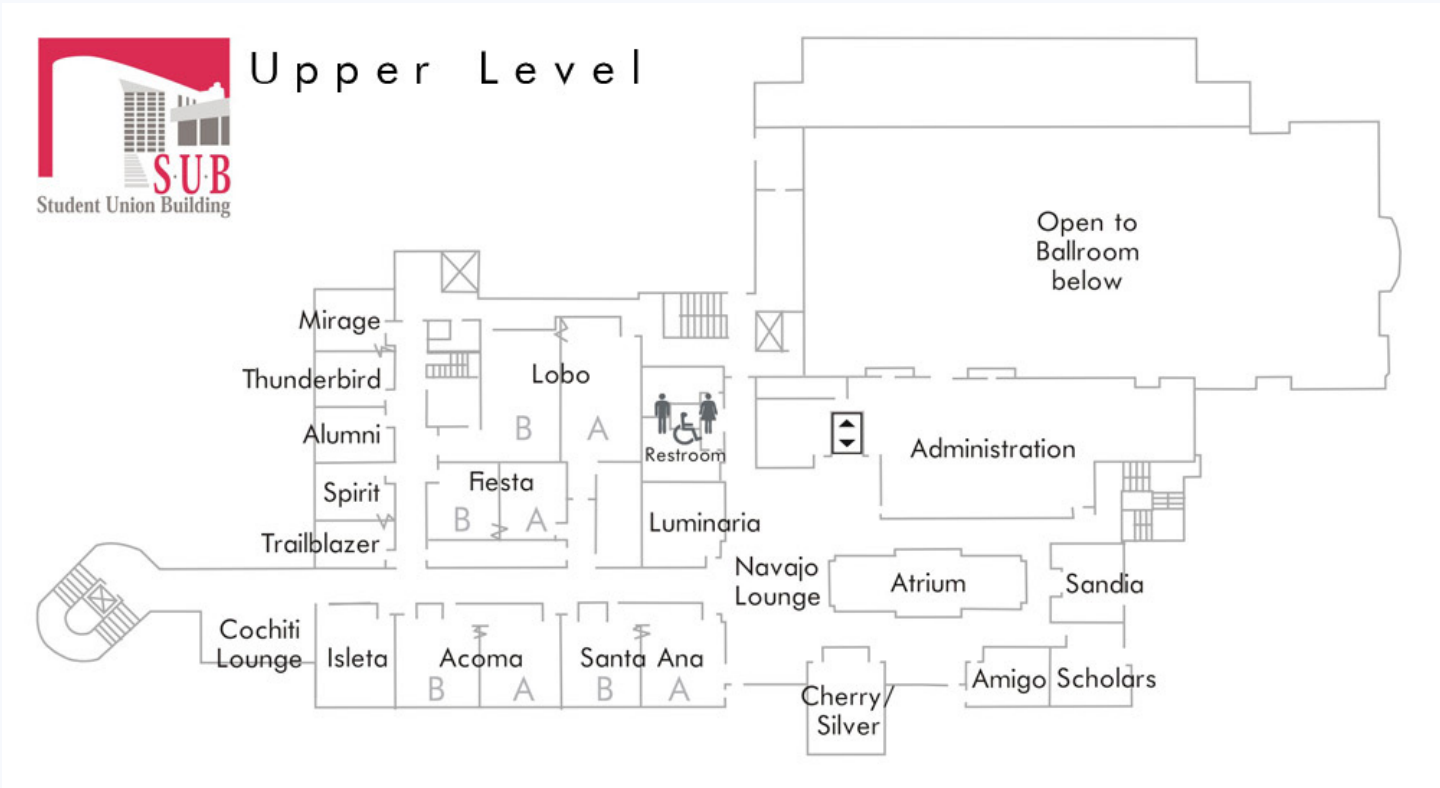 Upper Level
S·U·B
Student Union Building
Open to
Ballroom
below
Mirage
Thunderbird
Lobo
B
A
Alumni
Restroom
Administration
Spirit
Fiesta
B
A
Luminaria
Trailblazer
Navajo
Lounge
Atrium
Sandia
Cochiti
Lounge
Isleta
Acoma
B
A
Santa Ana
B
A
Cherry/
Silver
Amigo
Scholars